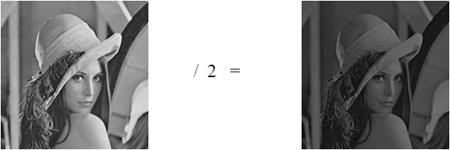 / 2 =